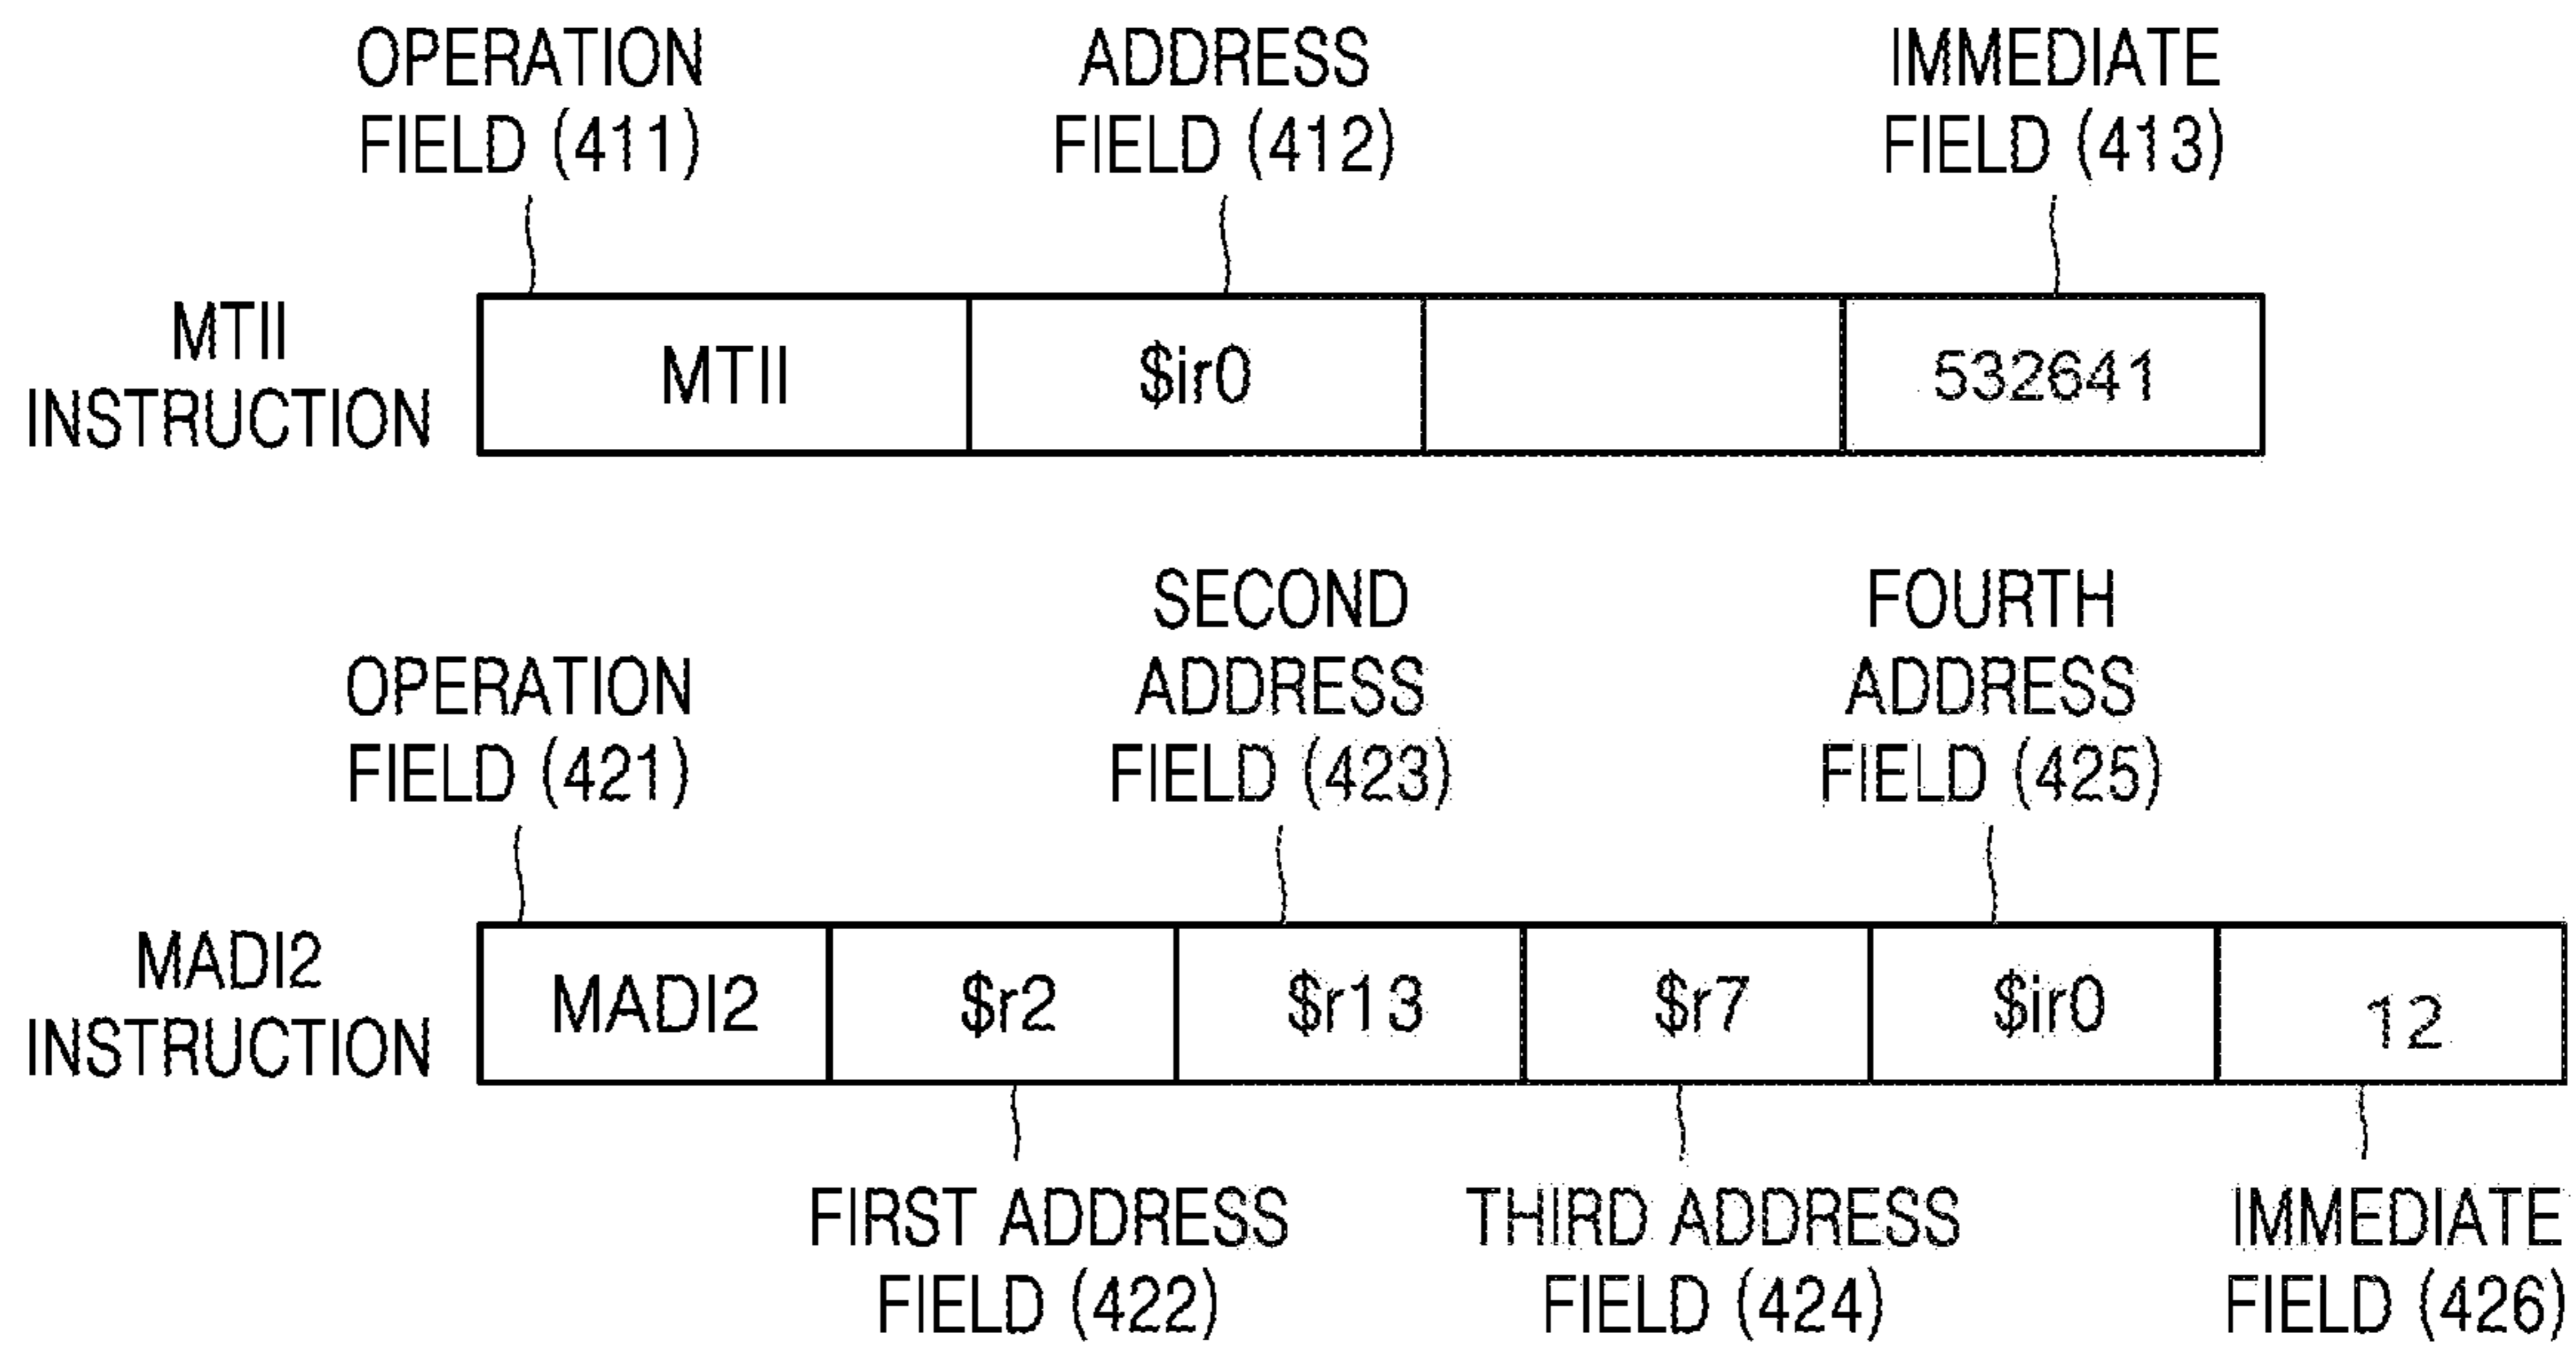 OPERATION
FIELD (411)
ADDRESS
FIELD (412)
IMMEDIATE
FIELD (413)
MTII
INSTRUCTION
MTII
$ir0
532641
OPERATION
FIELD (421)
SECOND
ADDRESS
FIELD (423)
FOURTH
ADDRESS
FIELD (425)
MADI2
INSTRUCTION
MADI2
$r2
$r13
$r7
$ir0
12
FIRST ADDRESS
FIELD (422)
THIRD ADDRESS
FIELD (424)
IMMEDIATE
FIELD (426)